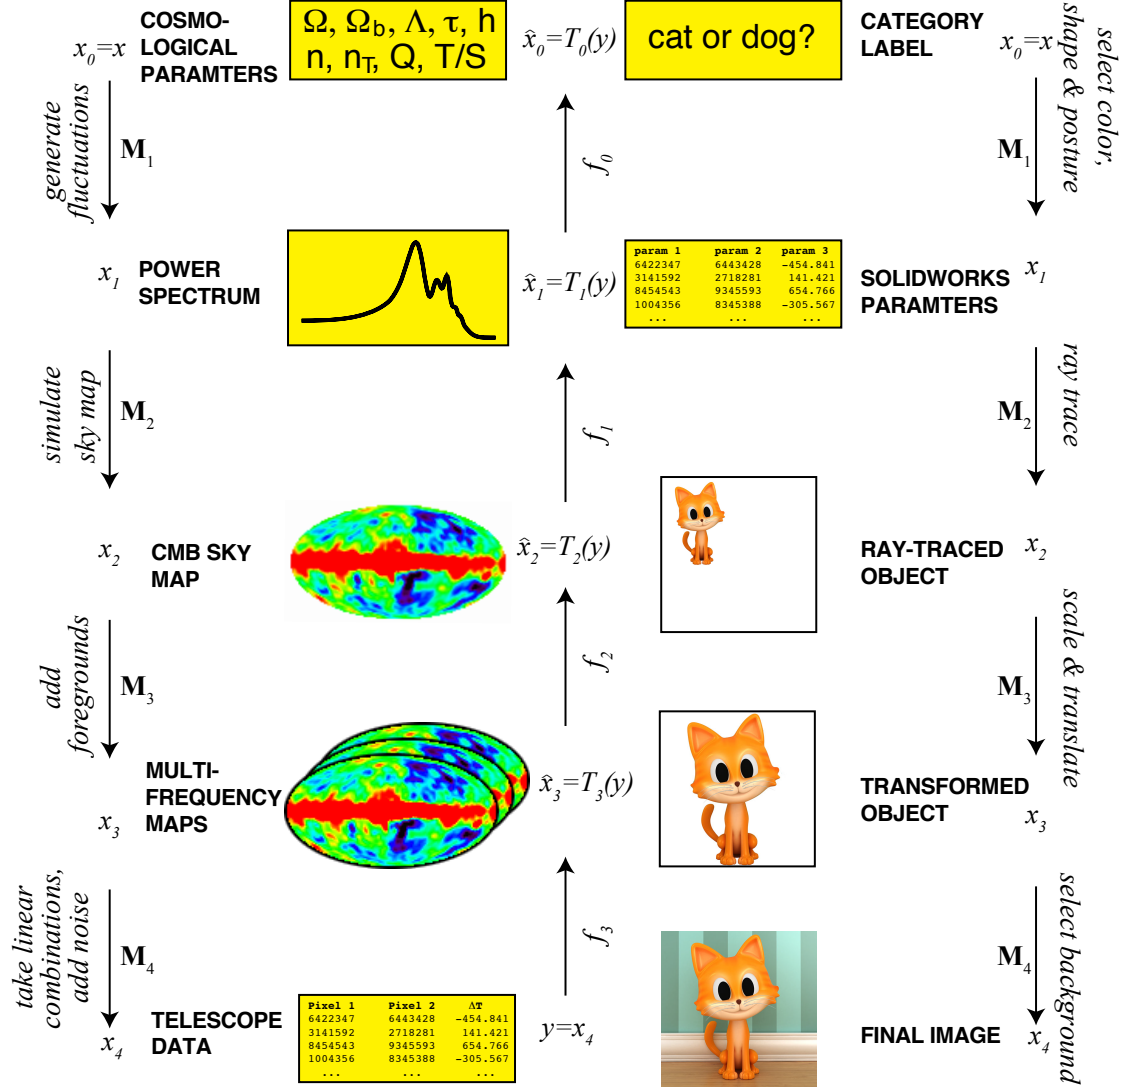 COSMO-
LOGICAL
PARAMTERS
x0=x
Ω, Ωb, Λ, τ, h
n, nT, Q, T/S
x̂0=T0(y)
cat or dog?
CATEGORY
LABEL
x0=x
generate
fluctuations
M1
f0
M1
select color,
shape & posture
x1
POWER
SPECTRUM
x̂1=T1(y)
param 1 param 2 param 3
6422347 6443428 -454.841
3141592 2718281 141.421
8454543 9345593 654.766
1004356 8345388 -305.567
... ... ...
SOLIDWORKS
PARAMTERS
x1
simulate
sky map
M2
f1
M2
ray trace
x2
CMB SKY
MAP
x̂2=T2(y)
RAY-TRACED
OBJECT
x2
add
foregrounds
M3
f2
M3
scale & translate
x3
MULTI-
FREQUENCY
MAPS
x̂3=T3(y)
TRANSFORMED
OBJECT
x3
take linear
combinations,
add noise
M4
f3
M4
select background
x4
TELESCOPE
DATA
Pixel 1 Pixel 2 ΔT
6422347 6443428 -454.841
3141592 2718281 141.421
8454543 9345593 654.766
1004356 8345388 -305.567
... ... ...
y=x4
FINAL IMAGE
x4